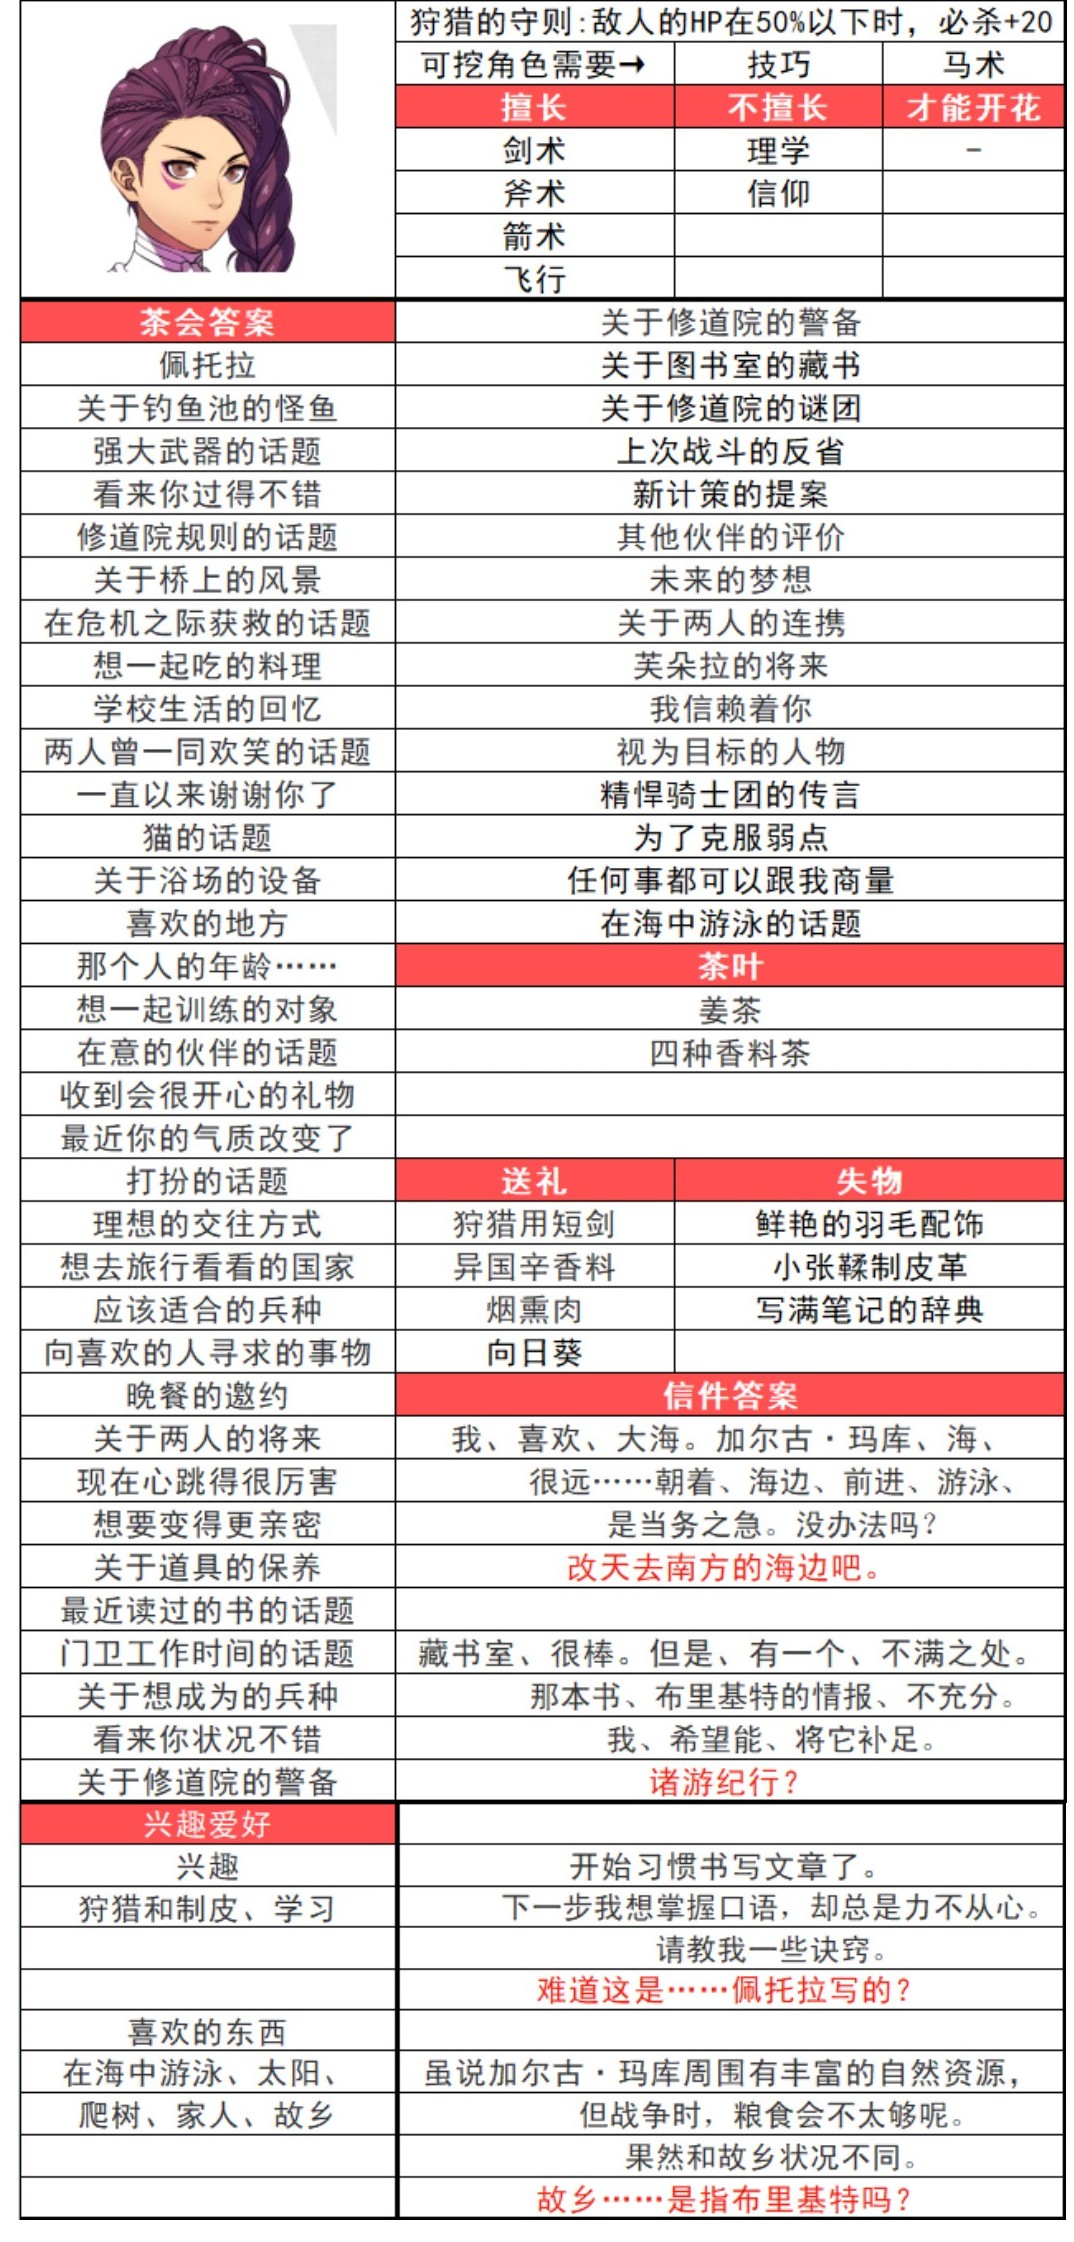 狩猎的守则:敌人的HP在50%以下时，必杀+20
可挖角色需要→ 技巧 马术
擅长 不擅长 才能开花
剑术 理学 －
斧术 信仰
箭术
飞行
茶会答案 关于修道院的警备
佩托拉 关于图书室的藏书
关于钓鱼池的怪鱼 关于修道院的谜团
强大武器的话题 上次战斗的反省
看来你过得不错 新计策的提案
修道院规则的话题 其他伙伴的评价
关于桥上的风景 未来的梦想
在危机之际获救的话题 关于两人的连携
想一起吃的料理 芙朵拉的将来
学校生活的回忆 我信赖着你
两人曾一同欢笑的话题 视为目标的人物
一直以来谢谢你了 精悍骑士团的传言
猫的话题 为了克服弱点
关于浴场的设备 任何事都可以跟我商量
喜欢的地方 在海中游泳的话题
那个人的年龄…… 茶叶
想一起训练的对象 姜茶
在意的伙伴的话题 四种香料茶
收到会很开心的礼物
最近你的气质改变了
打扮的话题 送礼 失物
理想的交往方式 狩猎用短剑 鲜艳的羽毛配饰
想去旅行看看的国家 异国辛香料 小张鞣制皮革
应该适合的兵种 烟熏肉 写满笔记的辞典
向喜欢的人寻求的事物 向日葵
晚餐的邀约 信件答案
关于两人的将来 我、喜欢、大海。加尔古·玛库、海、
现在心跳得很厉害 很远……朝着、海边、前进、游泳、
想要变得更亲密 是当务之急。没办法吗?
关于道具的保养 改天去南方的海边吧。
最近读过的书的话题
门卫工作时间的话题 藏书室、很棒。但是、有一个、不满之处。
关于想成为的兵种 那本书、布里基特的情报、不充分。
看来你状况不错 我、希望能、将它补足。
关于修道院的警备 诸游纪行?
兴趣爱好
兴趣 开始习惯书写文章了。
狩猎和制皮、学习 下一步我想掌握口语，却总是力不从心。
请教我一些诀窍。
难道这是……佩托拉写的?
喜欢的东西
在海中游泳、太阳、 虽说加尔古·玛库周围有丰富的自然资源，
爬树、家人、故乡 但战争时，粮食会不太够呢。
果然和故乡状况不同。
故乡……是指布里基特吗?